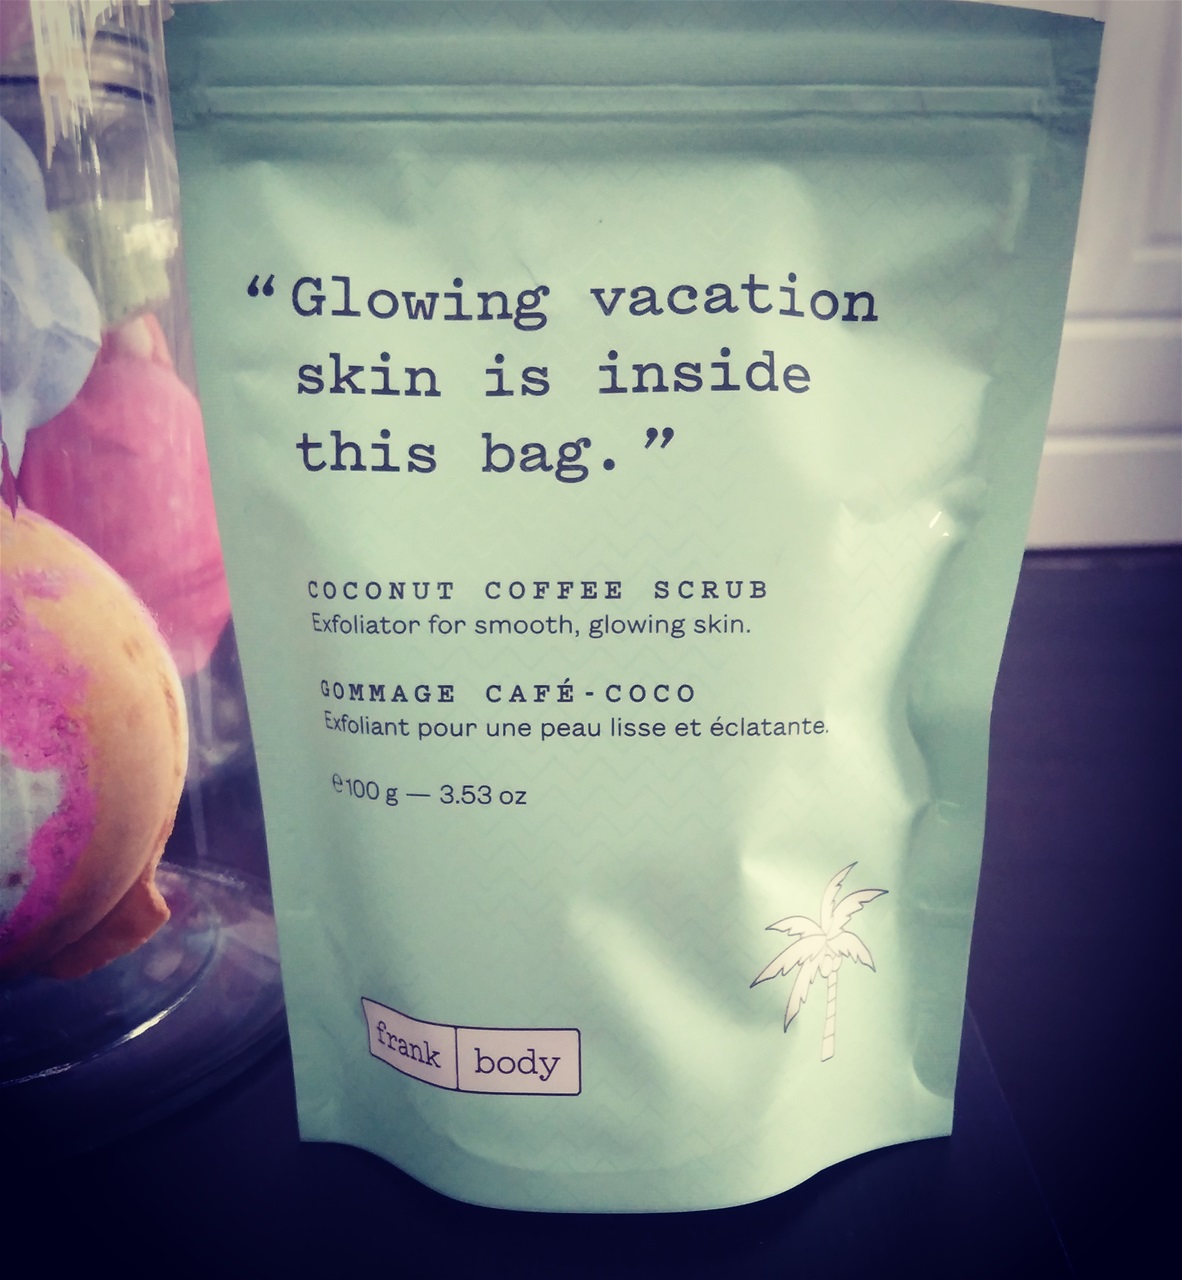 “Glowing vacation
skin is inside
this bag.”
COCONUT COFFEE SCRUB
Exfoliator for smooth, glowing skin.
GOMMAGE CAFÉ-COCO
Exfoliant pour une peau lisse et éclatante.
℮100 g — 3.53 oz
frank body